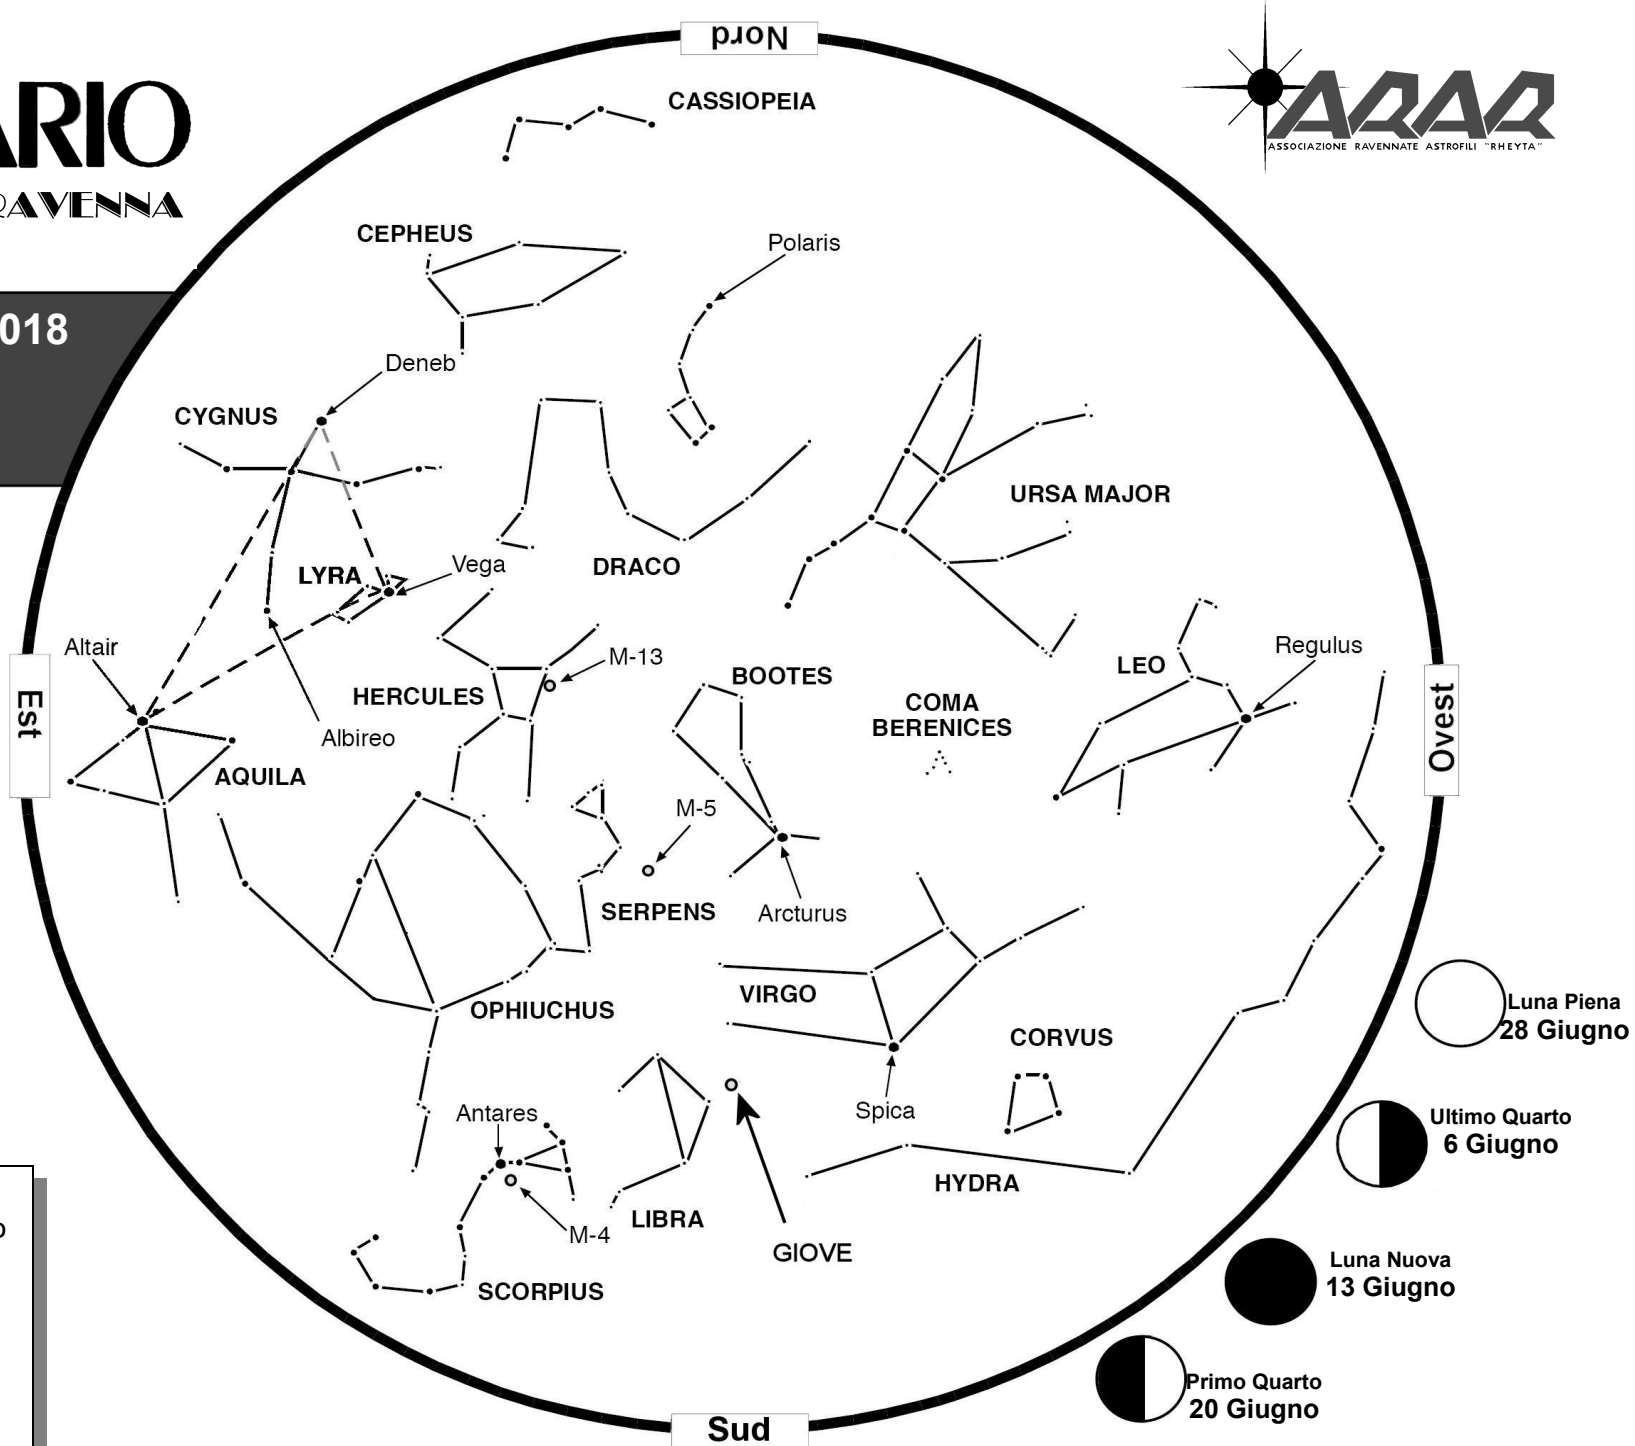 Nord
ARIO
RAVENNA
ARAR
ASSOCIAZIONE RAVENNATE ASTROFILI "RHEYTA"
018
CASSIOPEIA
CEPHEUS
Polaris
Deneb
CYGNUS
URSA MAJOR
LYRA
Vega
DRACO
Altair
M-13
BOOTES
LEO
Regulus
HERCULES
COMA
BERENICES
Est
Ovest
Albireo
AQUILA
M-5
SERPENS
Arcturus
VIRGO
OPHIUCHUS
CORVUS
Luna Piena
28 Giugno
Antares
Spica
Ultimo Quarto
6 Giugno
HYDRA
M-4
LIBRA
GIOVE
SCORPIUS
Luna Nuova
13 Giugno
Primo Quarto
20 Giugno
Sud
o